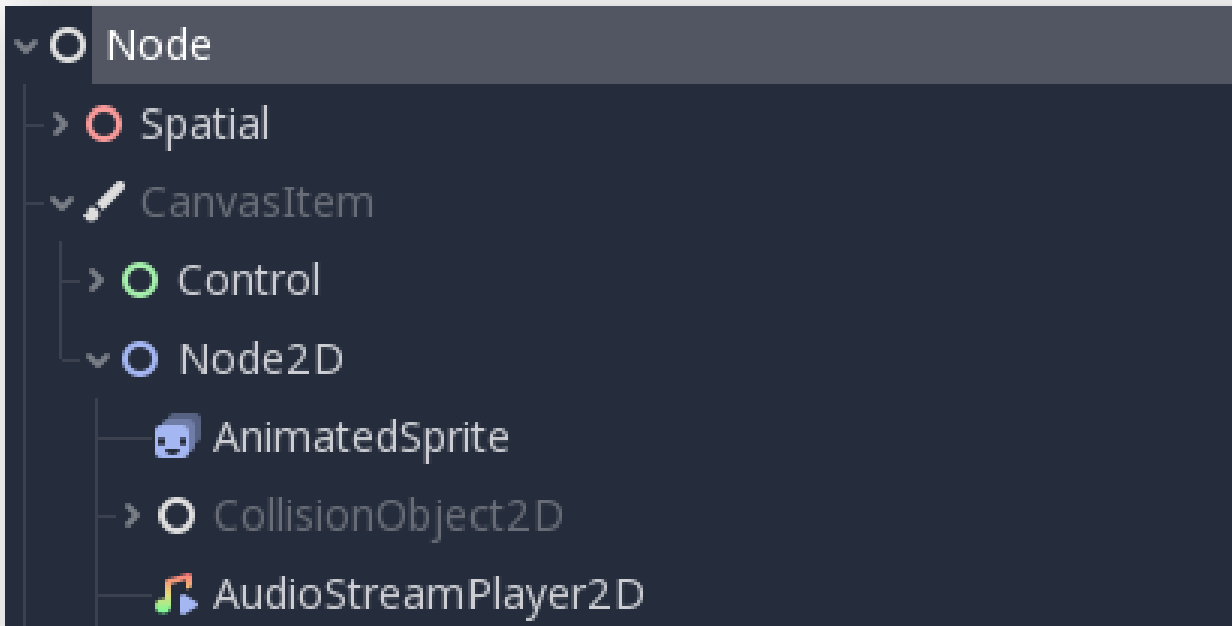 Node
Spatial
CanvasItem
Control
Node2D
AnimatedSprite
CollisionObject2D
AudioStreamPlayer2D